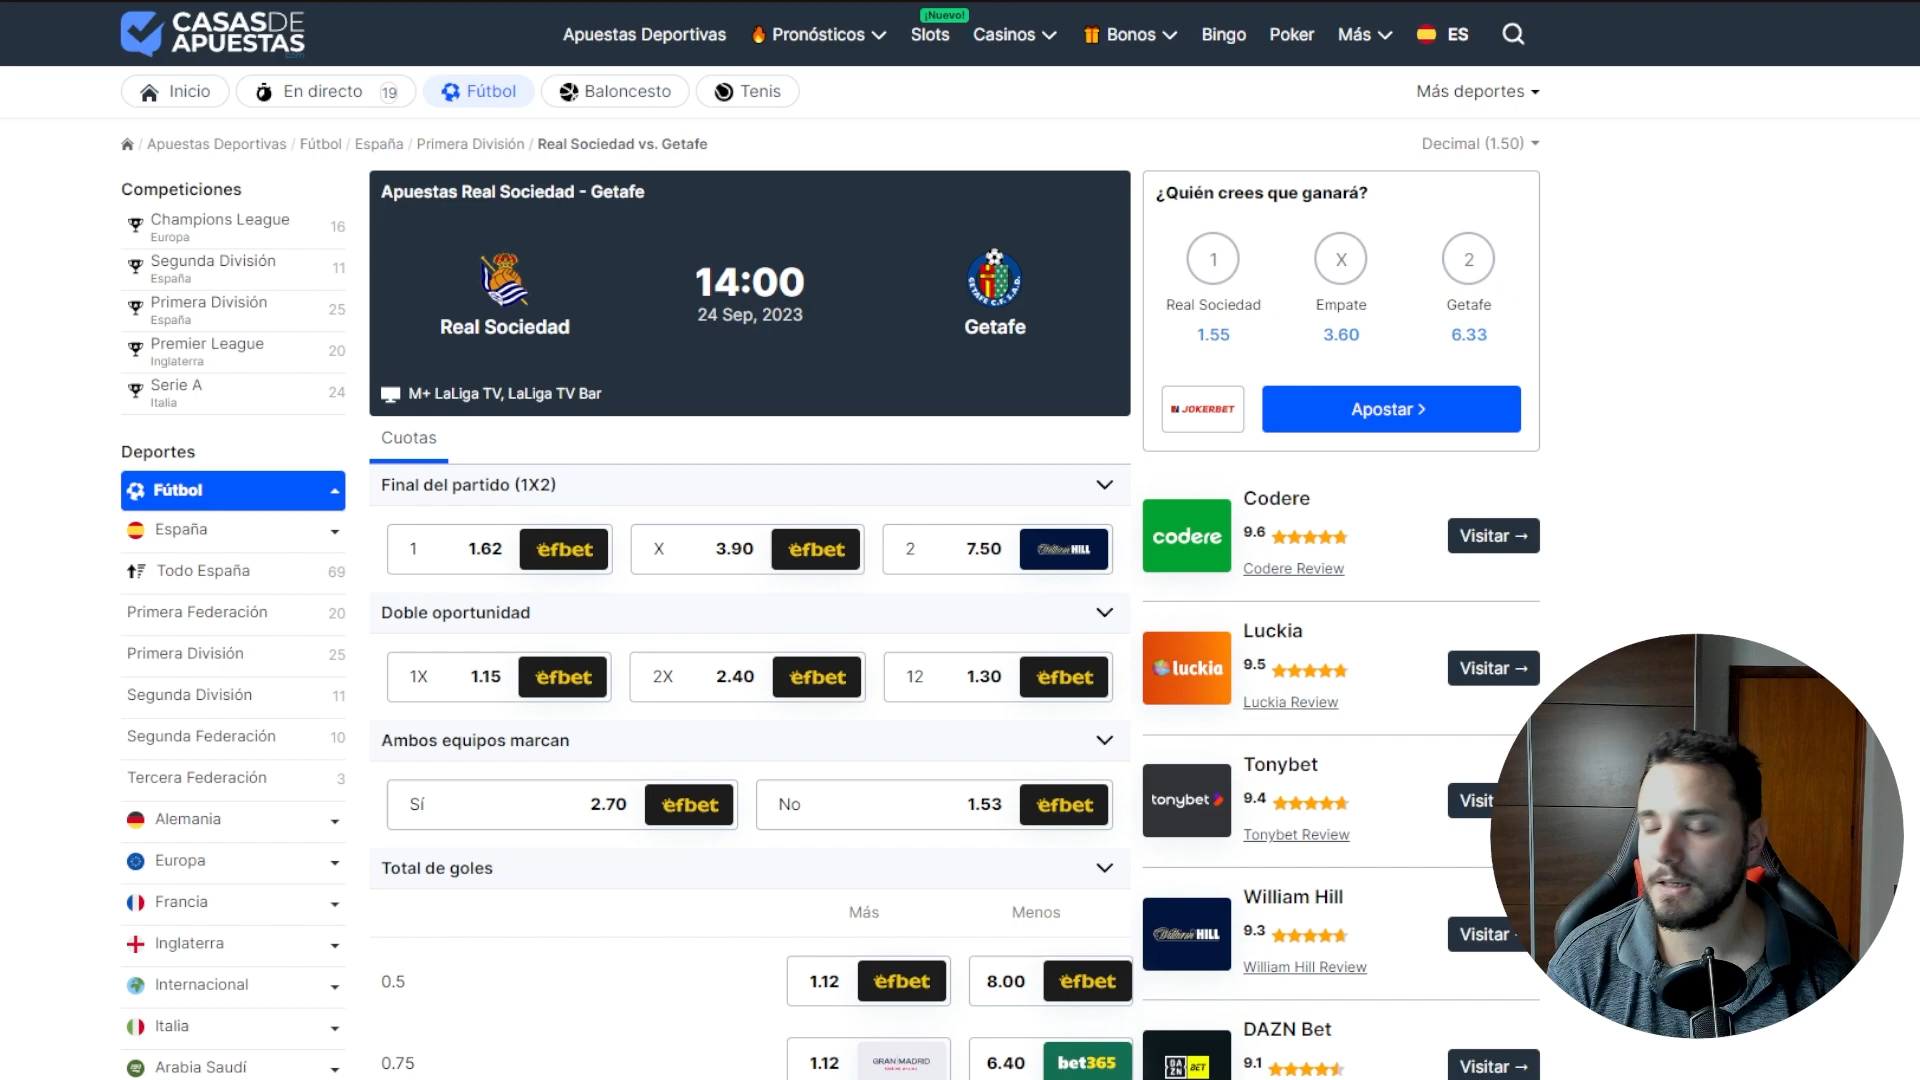 CASASDE
APUESTAS
.com
Apuestas Deportivas
Pronósticos
¡Nuevo!
Slots
Casinos
Bonos
Bingo
Poker
Más
ES
Inicio
En directo 19
Fútbol
Baloncesto
Tenis
Más deportes
/ Apuestas Deportivas / Fútbol / España / Primera División / Real Sociedad vs. Getafe
Decimal (1.50)
Competiciones
Champions League 16
Europa
Segunda División 11
España
Primera División 25
España
Premier League 20
Inglaterra
Serie A 24
Italia
Deportes
Fútbol
España
Todo España 69
Primera Federación 20
Primera División 25
Segunda División 11
Segunda Federación 10
Tercera Federación 3
Alemania
Europa
Francia
Inglaterra
Internacional
Italia
Arabia Saudí
Apuestas Real Sociedad - Getafe
14:00
24 Sep, 2023
Real Sociedad
Getafe
M+ LaLiga TV, LaLiga TV Bar
Cuotas
Final del partido (1X2)
1 1.62 efbet X 3.90 efbet 2 7.50 William HILL
Doble oportunidad
1X 1.15 efbet 2X 2.40 efbet 12 1.30 efbet
Ambos equipos marcan
Sí 2.70 efbet No 1.53 efbet
Total de goles
Más Menos
0.5 1.12 efbet 8.00 efbet
0.75 1.12 GRAN MADRID 6.40 bet365
¿Quién crees que ganará?
1 X 2
Real Sociedad Empate Getafe
1.55 3.60 6.33
JOKERBET
Apostar
codere
Codere
9.6
Codere Review
Visitar →
luckia
Luckia
9.5
Luckia Review
Visitar →
tonybet
Tonybet
9.4
Tonybet Review
Visit
William HILL
William Hill
9.3
William Hill Review
Visitar
DAZN BET
DAZN Bet
9.1
Visitar →